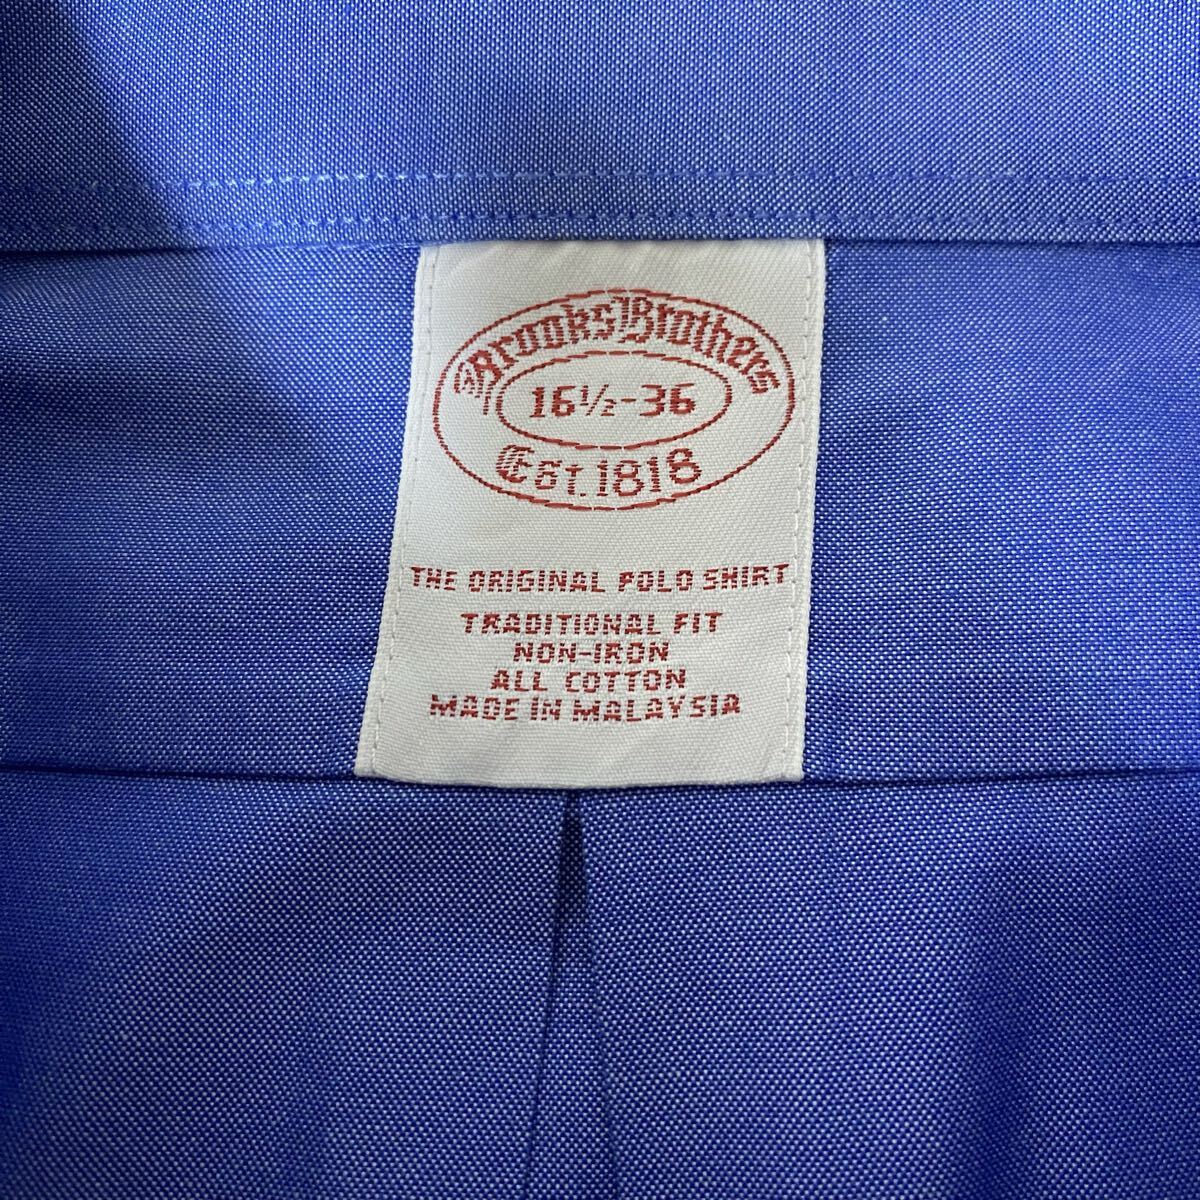 Brooks Brothers
16½-36
Est. 1818
THE ORIGINAL POLO SHIRT
TRADITIONAL FIT
NON-IRON
ALL COTTON
MADE IN MALAYSIA